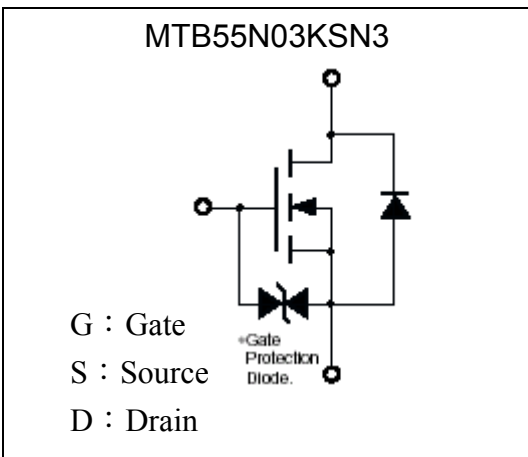 MTB55N03KSN3
G：Gate
S：Source
D：Drain
*Gate
Protection
Diode.